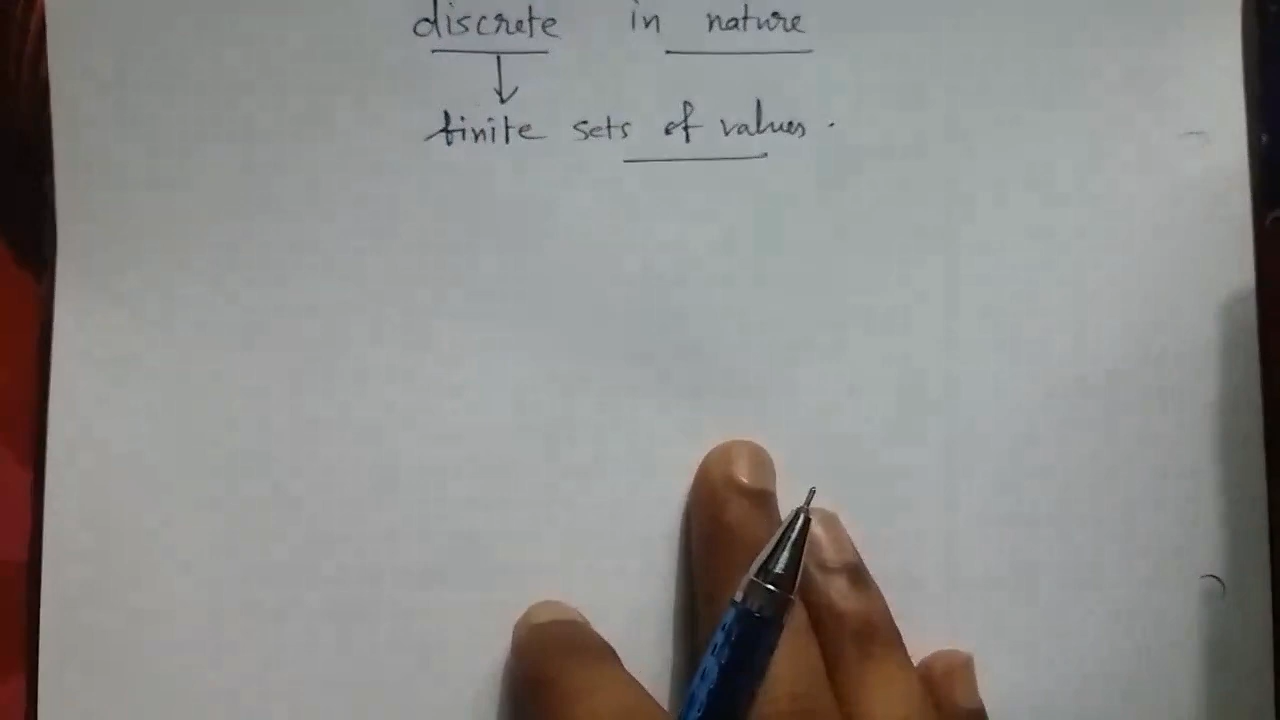 discrete in nature
finite sets of values.